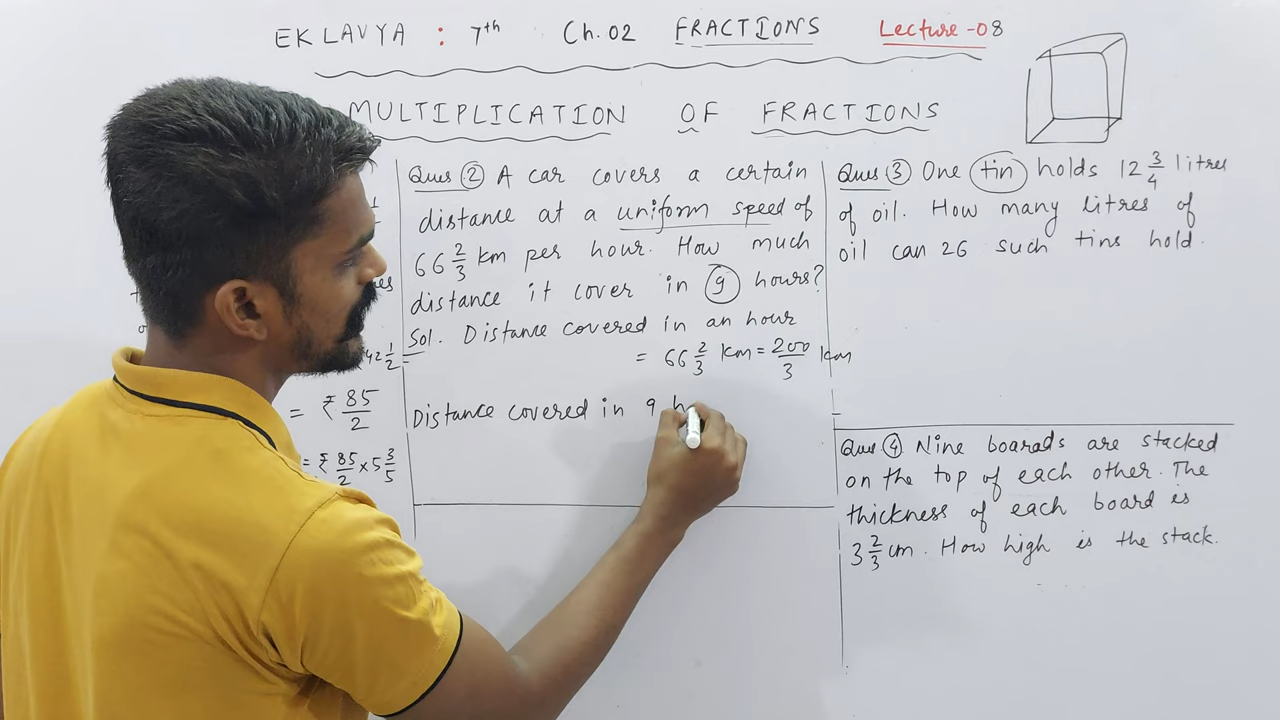 EKLAVYA : 7th Ch. 02 FRACTIONS Lecture-08
MULTIPLICATION OF FRACTIONS
42 1/2 =
= ₹ 85/2
= ₹ 85/2 × 5 3/5
Ques ② A car covers a certain
distance at a uniform speed of
66 2/3 km per hour. How much
distance it cover in 9 hours?
Sol. Distance covered in an hour
= 66 2/3 km = 200/3 km
Distance covered in 9 h
Ques ③ One tin holds 12 3/4 litres
of oil. How many litres of
oil can 26 such tins hold.
Ques ④ Nine boarads are stacked
on the top of each other. The
thickness of each board is
3 2/3 cm. How high is the stack.